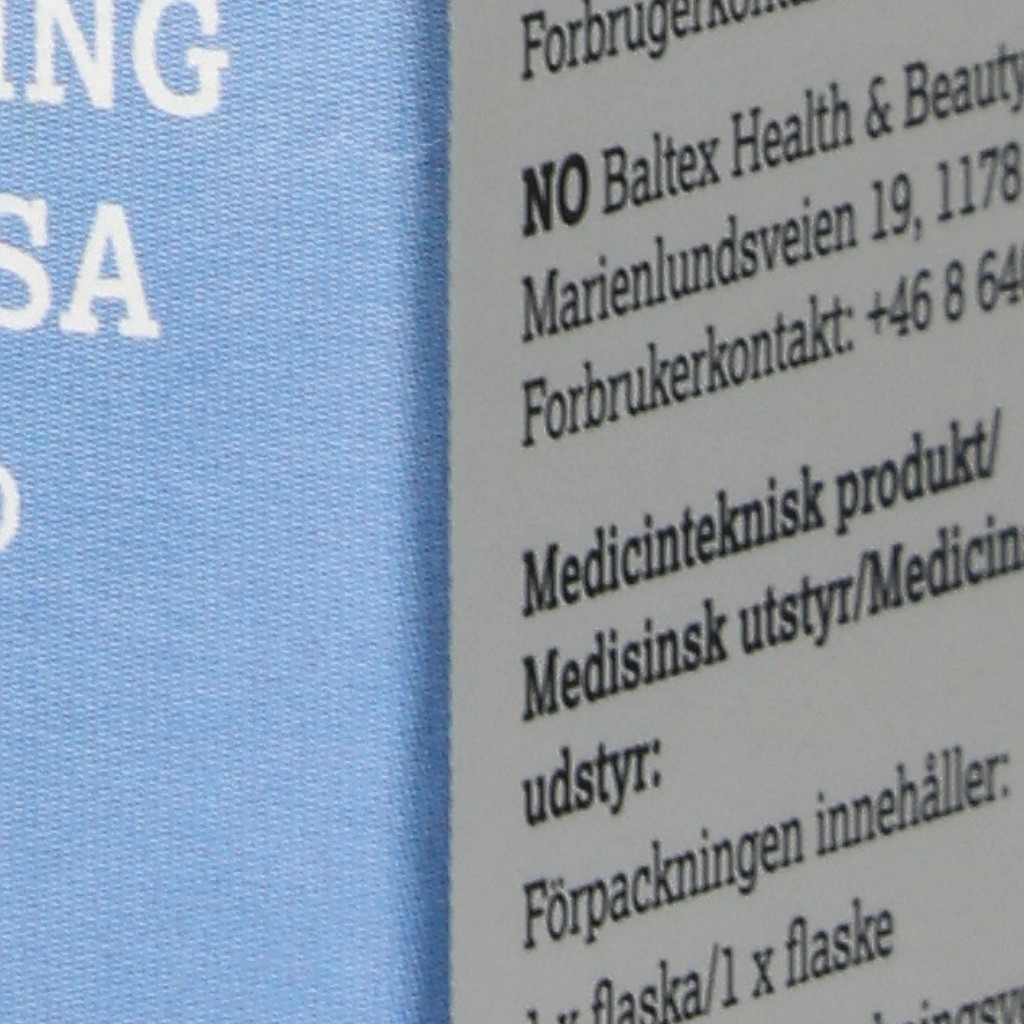 ING
SA
NO Baltex Health & Beauty
Marienlundsveien 19, 1178
Forbrukerkontakt: +46 8 64
Medicinteknisk produkt/
Medisinsk utstyr/Medicin
udstyr:
Förpackningen innehåller:
1 x flaska/1 x flaske